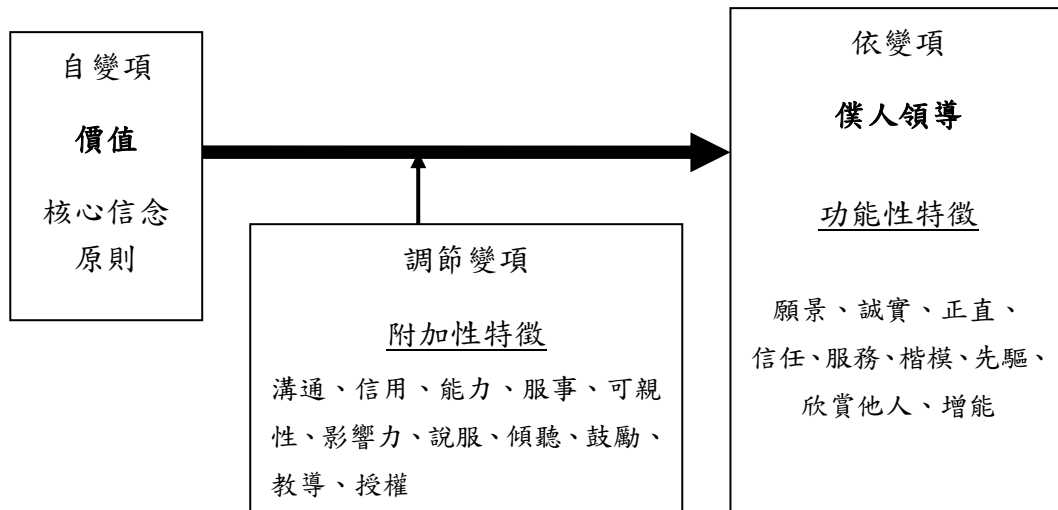 自變項
價值
核心信念
原則
調節變項
附加性特徵
溝通、信用、能力、服事、可親
性、影響力、說服、傾聽、鼓勵、
教導、授權
依變項
僕人領導
功能性特徵
願景、誠實、正直、
信任、服務、楷模、先驅、
欣賞他人、增能